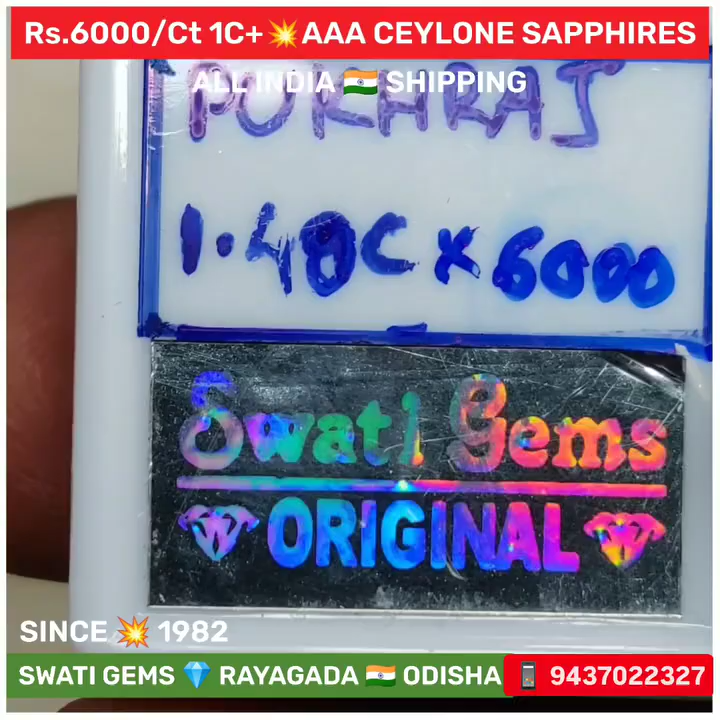 Rs.6000/Ct 1C+💥AAA CEYLONE SAPPHIRES
ALL INDIA 🇮🇳 SHIPPING
POKHRAJ
1.48C x 6000
Swati Gems
ORIGINAL
SINCE💥1982
SWATI GEMS 💎 RAYAGADA 🇮🇳 ODISHA 📱 9437022327